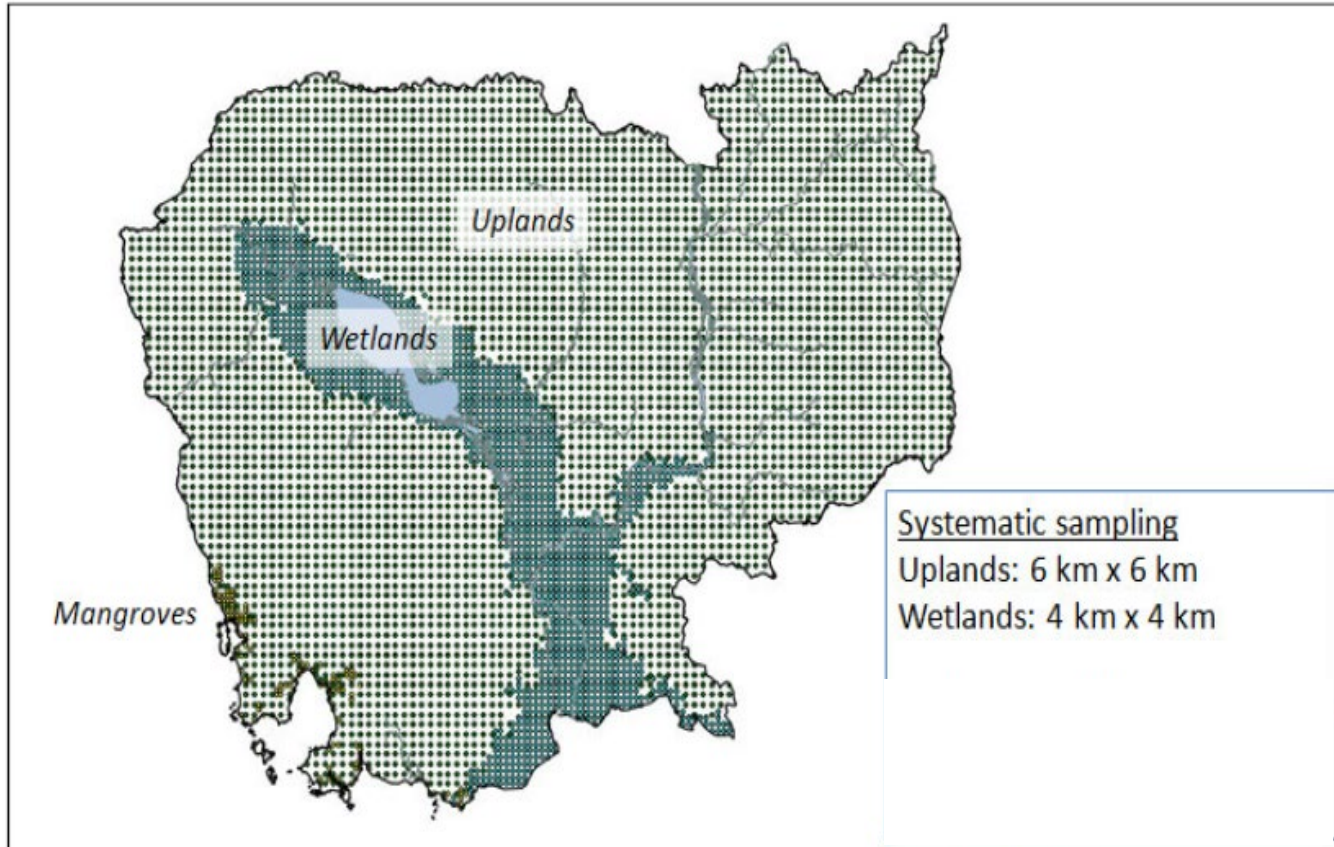 Uplands
Wetlands
Mangroves
Systematic sampling
Uplands: 6 km x 6 km
Wetlands: 4 km x 4 km